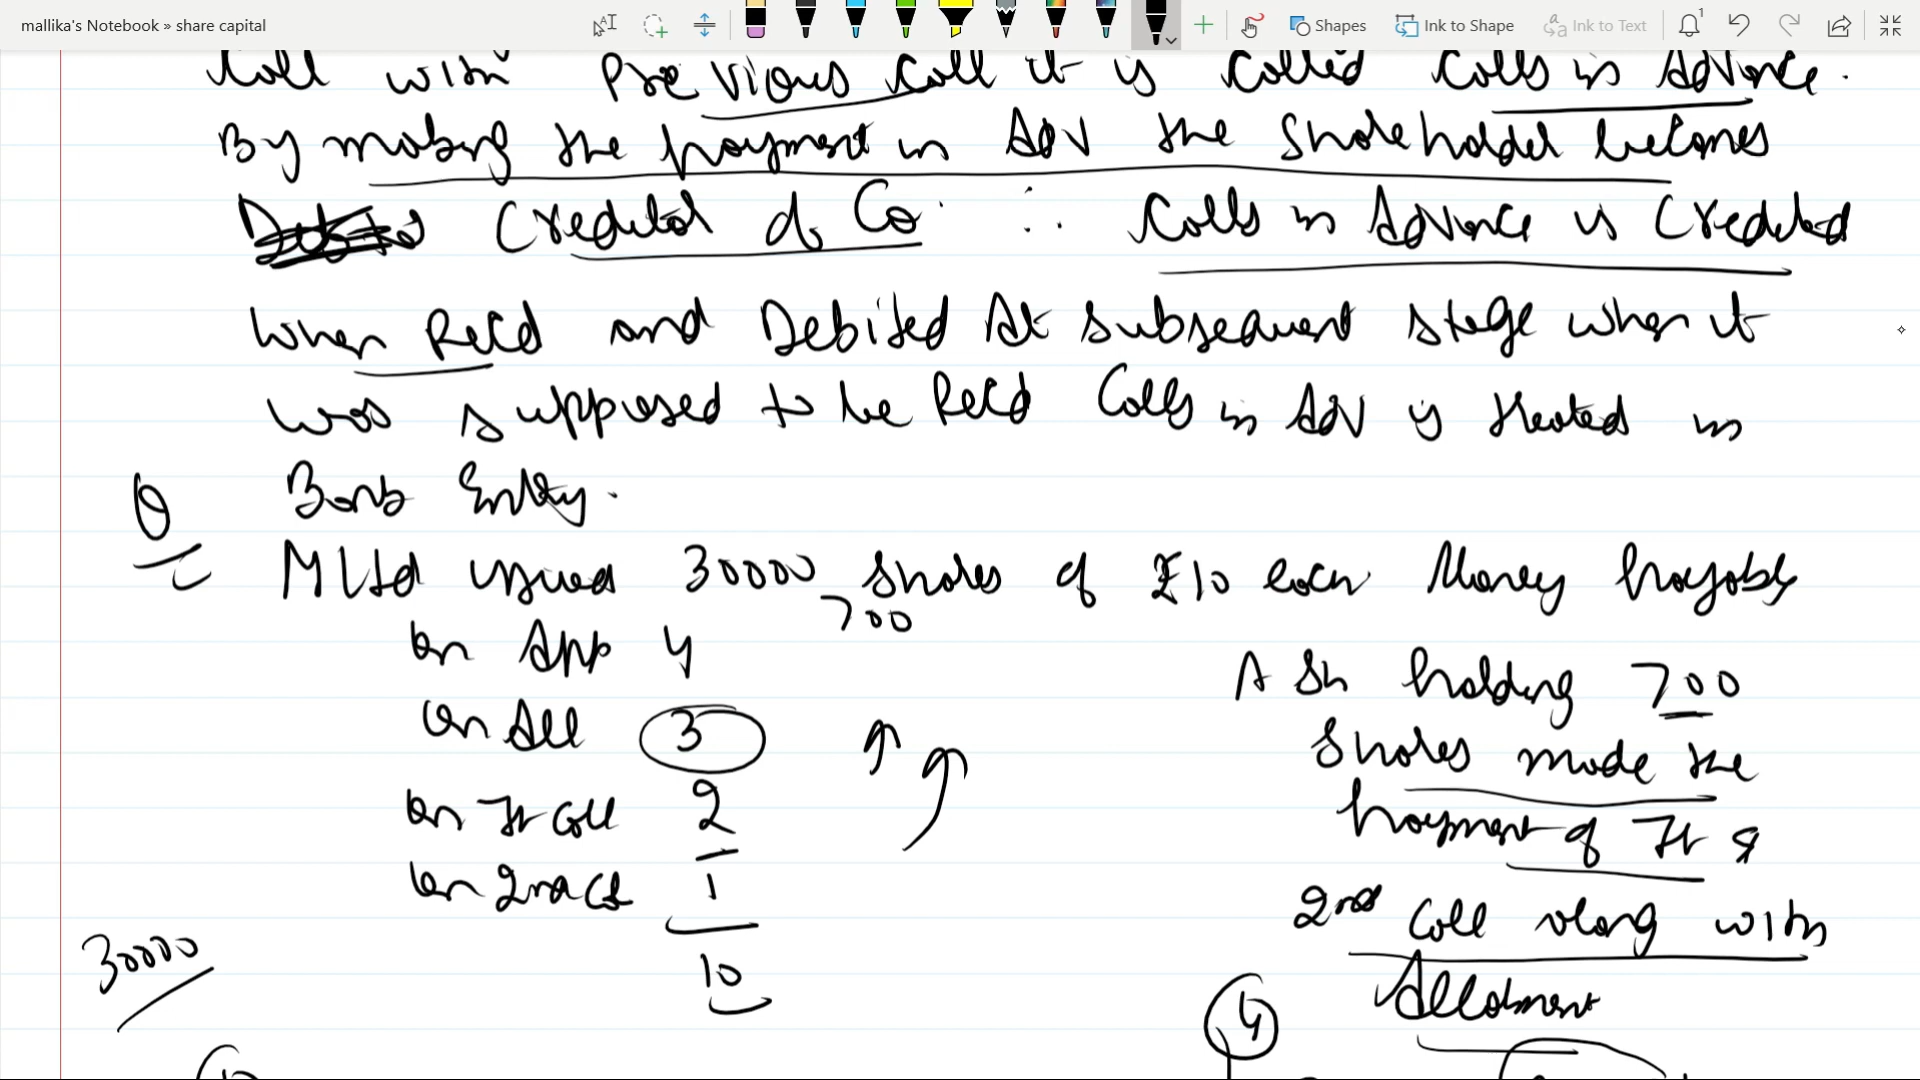 mallika's Notebook » share capital
Shapes
Ink to Shape
Ink to Text
1
Call with Previous Call it is Called Calls in Advance.
By making the payment in Adv the Shareholder becomes
Creditor of Co. ∴ Calls in Advance is Credited
when Recd and Debited At subsequent stage when it
was supposed to be Recd Calls in Adv is treated in
Bank Entry.
Q M Ltd issued 30000 Shares of ₹10 each Money Payable
700
on App 4
on All 3
on Ist Call 2
on 2nd Cl 1
10
30000
A Sh holding 700
Shares made the
payment of Ist &
2nd Call along with
Allotment
4